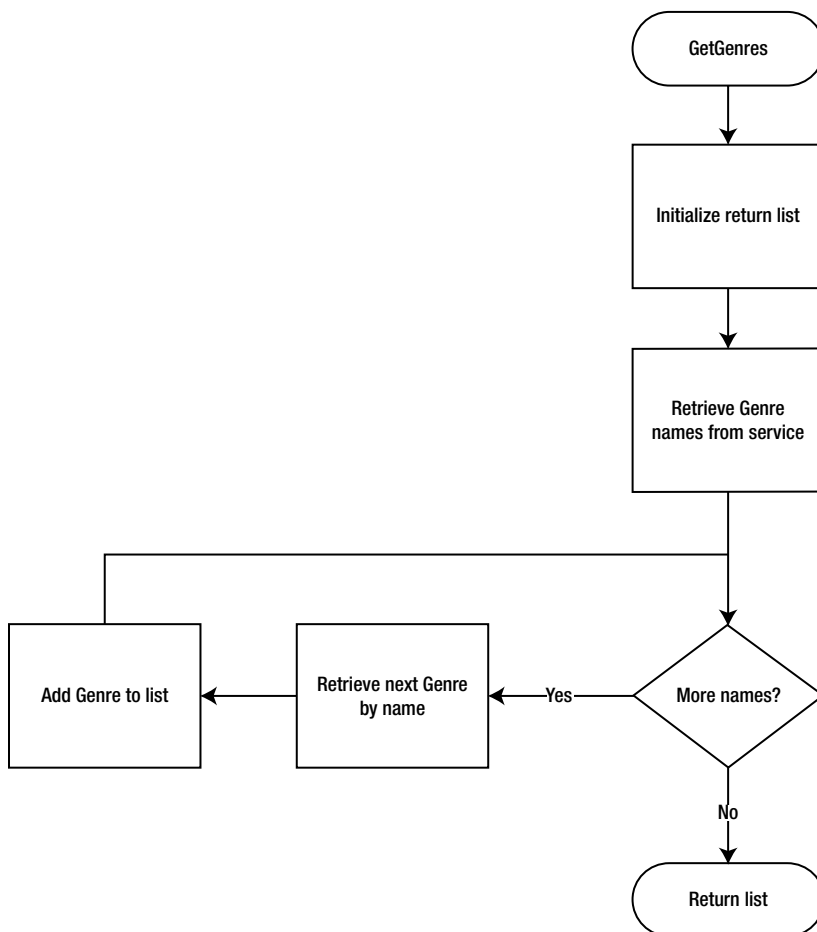 GetGenres
Initialize return list
Retrieve Genre
names from service
More names?
Yes
Retrieve next Genre
by name
Add Genre to list
No
Return list